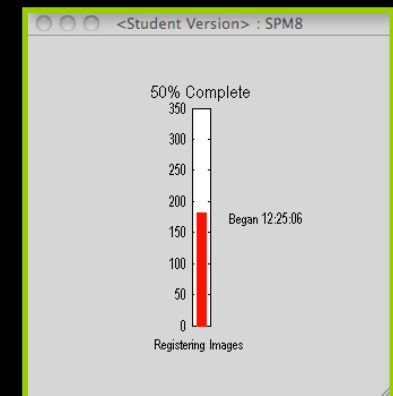 <Student Version> : SPM8
50% Complete
350
300
250
200
150
100
50
0
Began 12:25:06
Registering Images